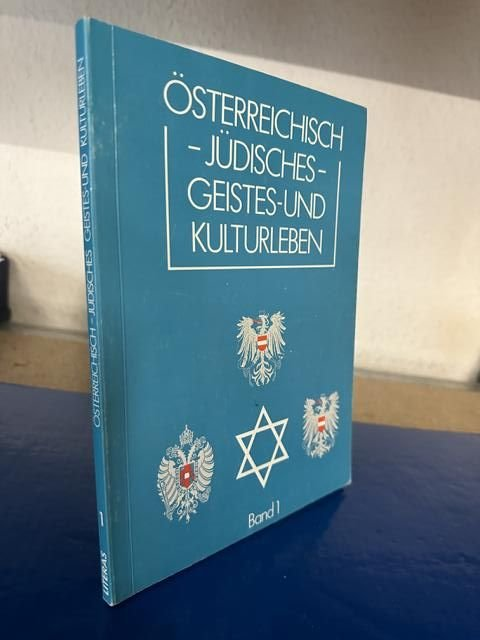 ÖSTERREICHISCH
-JÜDISCHES-
GEISTES-UND
KULTURLEBEN
Band 1
ÖSTERREICHISCH-JÜDISCHES GEISTES-UND KULTURLEBEN
1
LITERAS